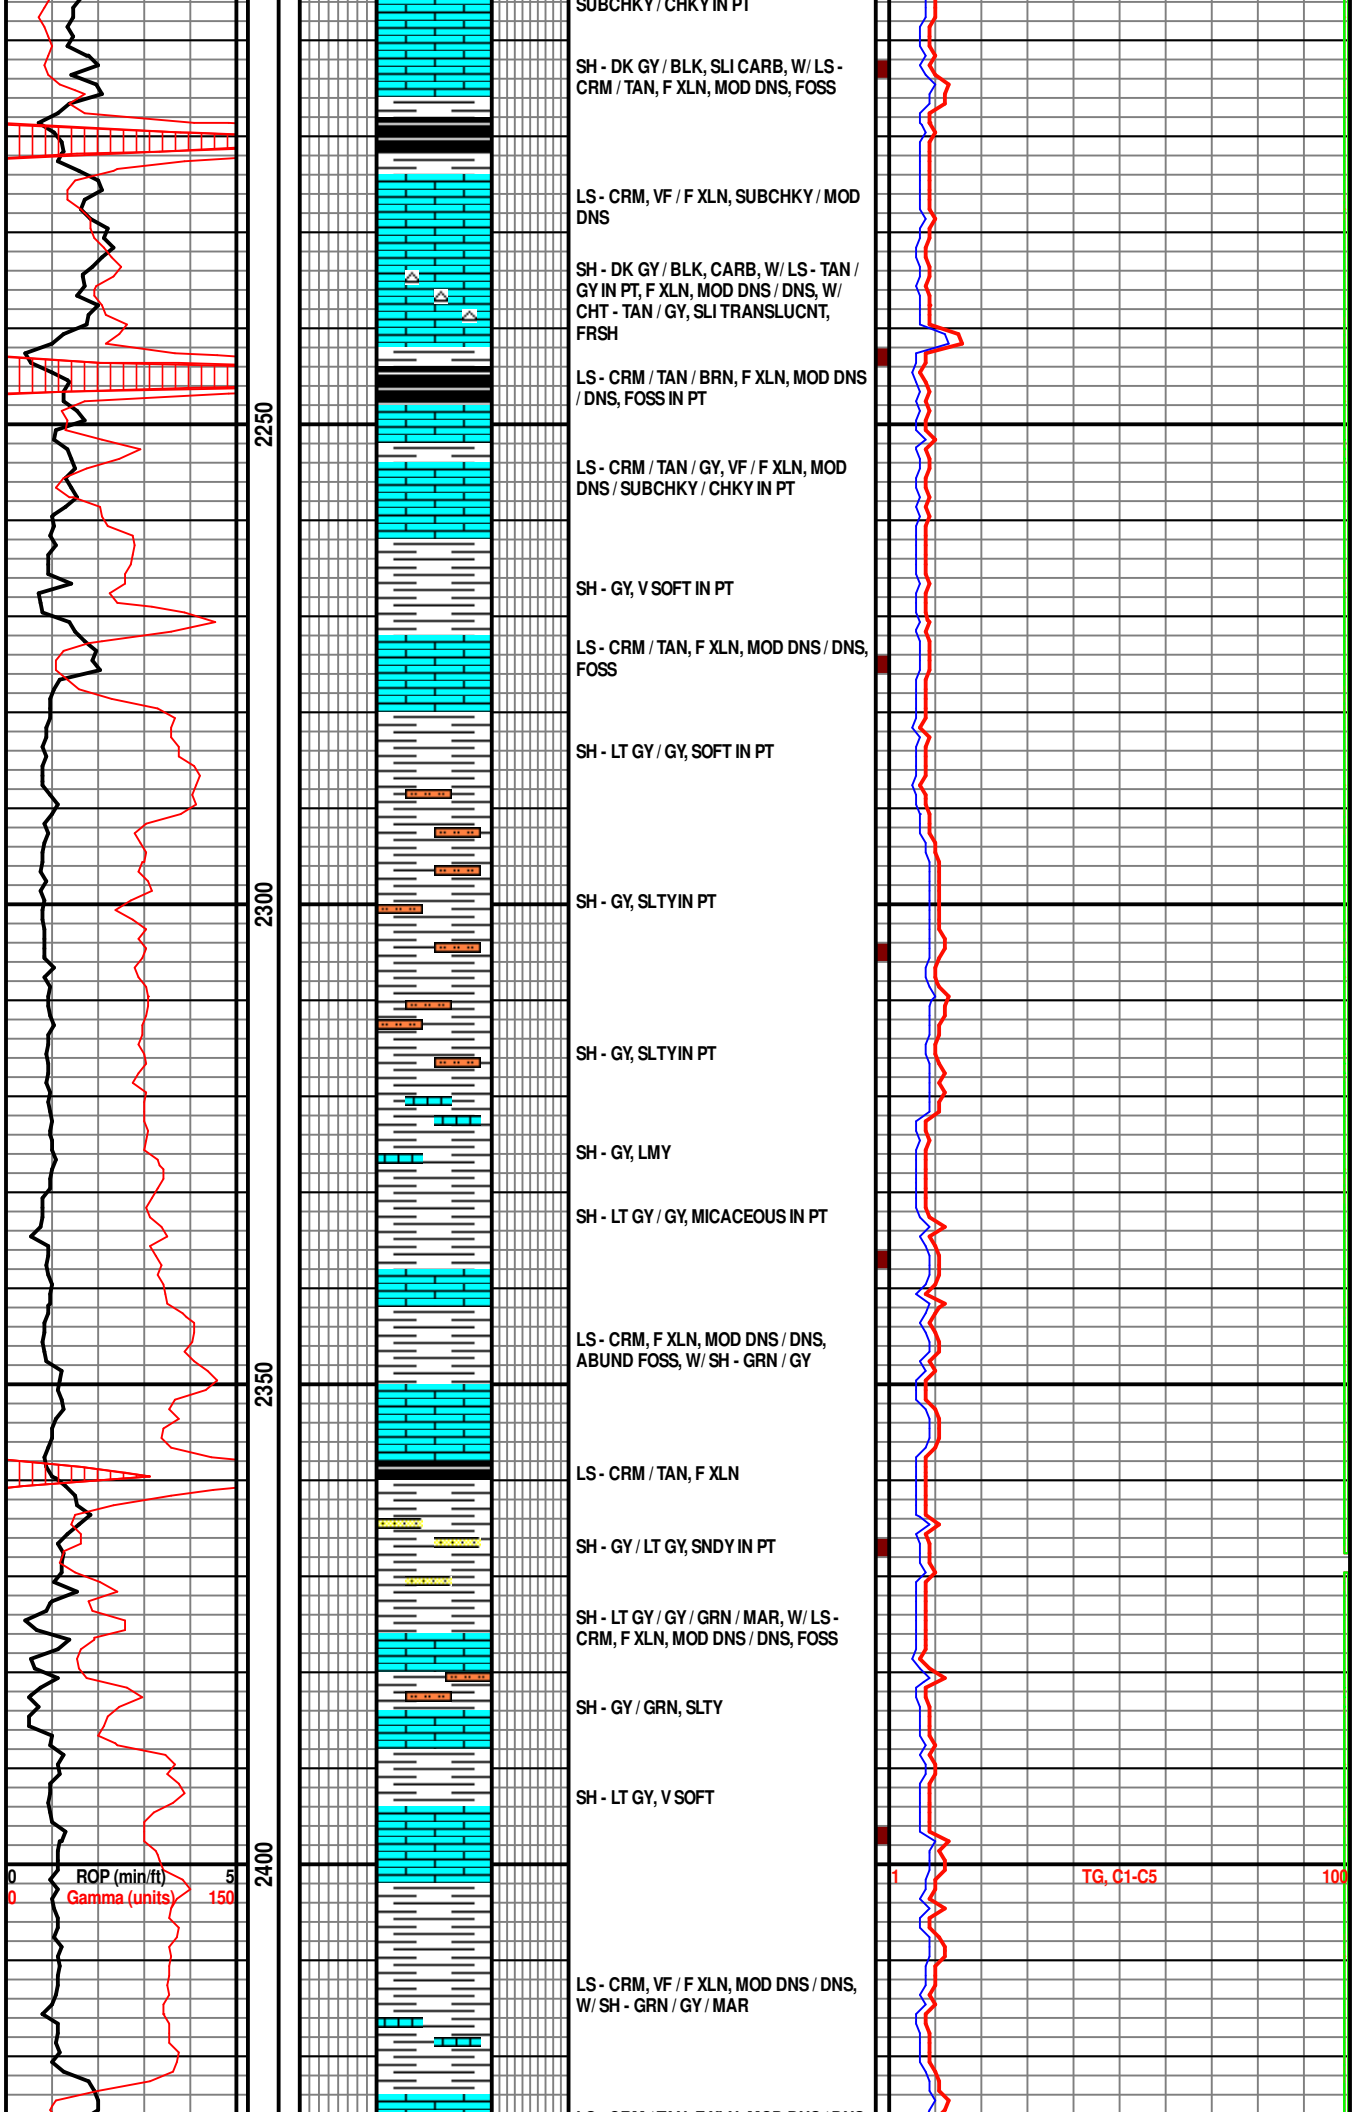 SUBCHKY / CHKY IN PT
SH - DK GY / BLK, SLI CARB, W/ LS -
CRM / TAN, F XLN, MOD DNS, FOSS
LS - CRM, VF / F XLN, SUBCHKY / MOD
DNS
SH - DK GY / BLK, CARB, W/ LS - TAN /
GY IN PT, F XLN, MOD DNS / DNS, W/
CHT - TAN / GY, SLI TRANSLUCNT,
FRSH
LS - CRM / TAN / BRN, F XLN, MOD DNS
/ DNS, FOSS IN PT
2250
LS - CRM / TAN / GY, VF / F XLN, MOD
DNS / SUBCHKY / CHKY IN PT
SH - GY, V SOFT IN PT
LS - CRM / TAN, F XLN, MOD DNS / DNS,
FOSS
SH - LT GY / GY, SOFT IN PT
2300
SH - GY, SLTY IN PT
SH - GY, SLTY IN PT
SH - GY, LMY
SH - LT GY / GY, MICACEOUS IN PT
LS - CRM, F XLN, MOD DNS / DNS,
ABUND FOSS, W/ SH - GRN / GY
2350
LS - CRM / TAN, F XLN
SH - GY / LT GY, SNDY IN PT
SH - LT GY / GY / GRN / MAR, W/ LS -
CRM, F XLN, MOD DNS / DNS, FOSS
SH - GY / GRN, SLTY
SH - LT GY, V SOFT
2400
0 ROP (min/ft) 5
0 Gamma (units) 150
1 TG, C1-C5 100
LS - CRM, VF / F XLN, MOD DNS / DNS,
W/ SH - GRN / GY / MAR